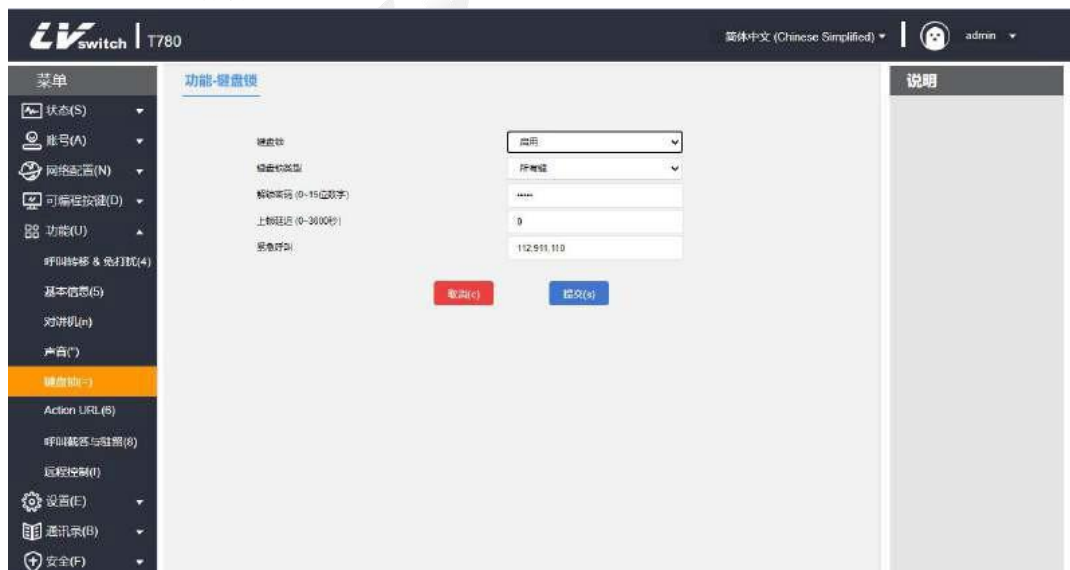 LVswitch | T780
简体中文 (Chinese Simplified)
admin
菜单
功能-键盘锁
说明
状态(S)
账号(A)
网络配置(N)
可编程按键(D)
功能(U)
呼叫转移 & 免打扰(4)
基本信息(5)
对讲机(n)
声音(")
键盘锁(=)
Action URL(6)
呼叫截答与驻留(8)
远程控制(I)
设置(E)
通讯录(B)
安全(F)
键盘锁
启用
键盘锁类型
所有键
解锁密码 (0~15位数字)
•••••
上锁延迟 (0~3600秒)
0
紧急呼叫
112,911,110
取消(c)
提交(s)